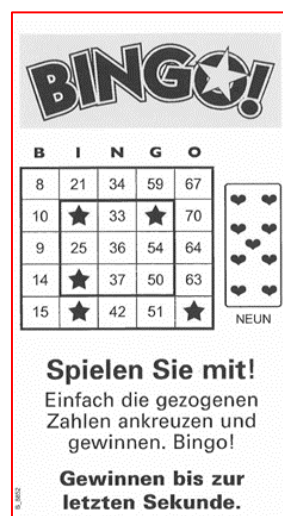 BINGO!
B I N G O
8 21 34 59 67
10 ★ 33 ★ 70
9 25 36 54 64
14 ★ 37 50 63
15 ★ 42 51 ★
NEUN
Spielen Sie mit!
Einfach die gezogenen
Zahlen ankreuzen und
gewinnen. Bingo!
Gewinnen bis zur
letzten Sekunde.
B_5652